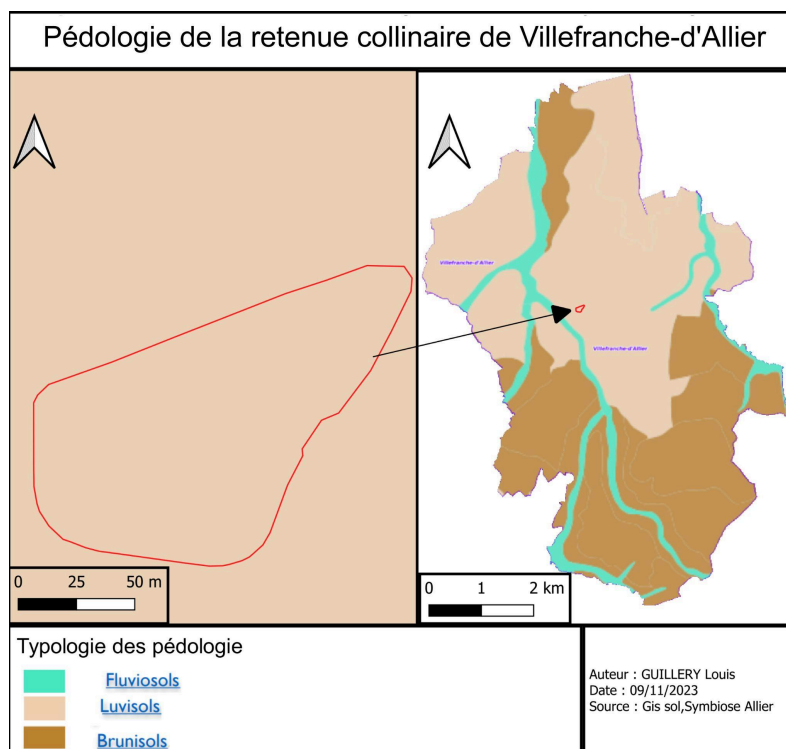 Pédologie de la retenue collinaire de Villefranche-d'Allier
Villefranche-d'Allier
Villefranche-d'Allier
0 25 50 m
0 1 2 km
Typologie des pédologie
Fluviosols
Luvisols
Brunisols
Auteur : GUILLERY Louis
Date : 09/11/2023
Source : Gis sol,Symbiose Allier